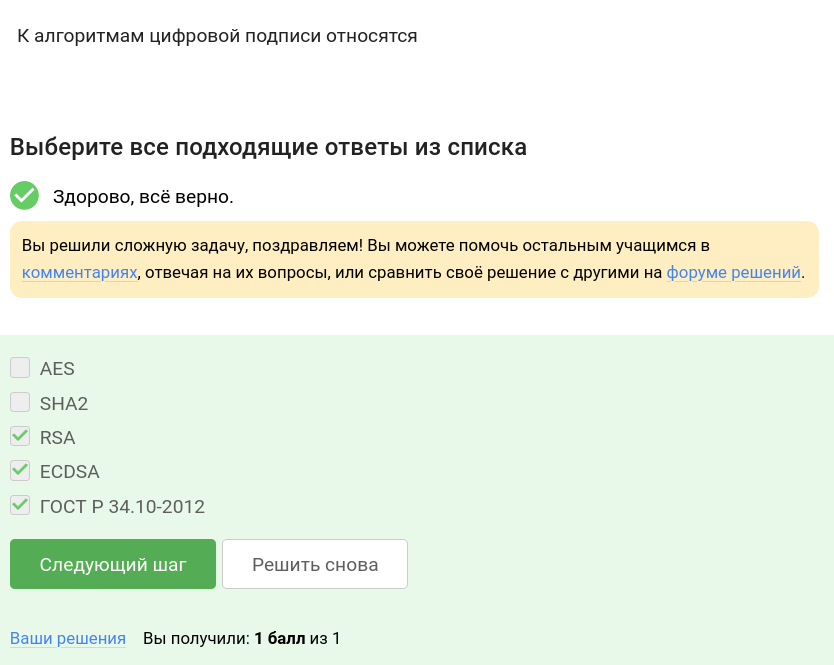 К алгоритмам цифровой подписи относятся
Выберите все подходящие ответы из списка
Здорово, всё верно.
Вы решили сложную задачу, поздравляем! Вы можете помочь остальным учащимся в
комментариях, отвечая на их вопросы, или сравнить своё решение с другими на форуме решений.
AES
SHA2
RSA
ECDSA
ГОСТ Р 34.10-2012
Следующий шаг Решить снова
Ваши решения Вы получили: 1 балл из 1